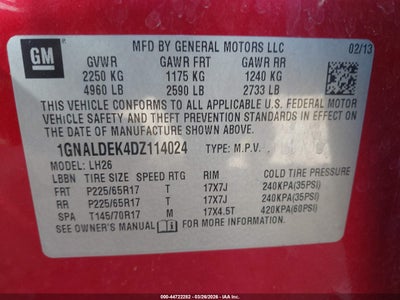 GM
MFD BY GENERAL MOTORS LLC 02/13
GVWR GAWR FRT GAWR RR
2250 KG 1175 KG 1240 KG
4960 LB 2590 LB 2733 LB
THIS VEHICLE CONFORMS TO ALL APPLICABLE U.S. FEDERAL MOTOR
VEHICLE SAFETY AND THEFT PREVENTION STANDARDS IN EFFECT ON
THE DATE OF MANUFACTURE SHOWN ABOVE.
1GNALDEK4DZ114024 TYPE: M.P.V.
MODEL: LH26
LBBN TIRE SIZE SPEED RTG RIM COLD TIRE PRESSURE
FRT P225/65R17 T 17X7J 240KPA(35PSI)
RR P225/65R17 T 17X7J 240KPA(35PSI)
SPA T145/70R17 M 17X4.5T 420KPA(60PSI)
SEE OWNER'S MANUAL FOR MORE INFORMATION
000-44722282 - 03/26/2026 - IAAI.COM